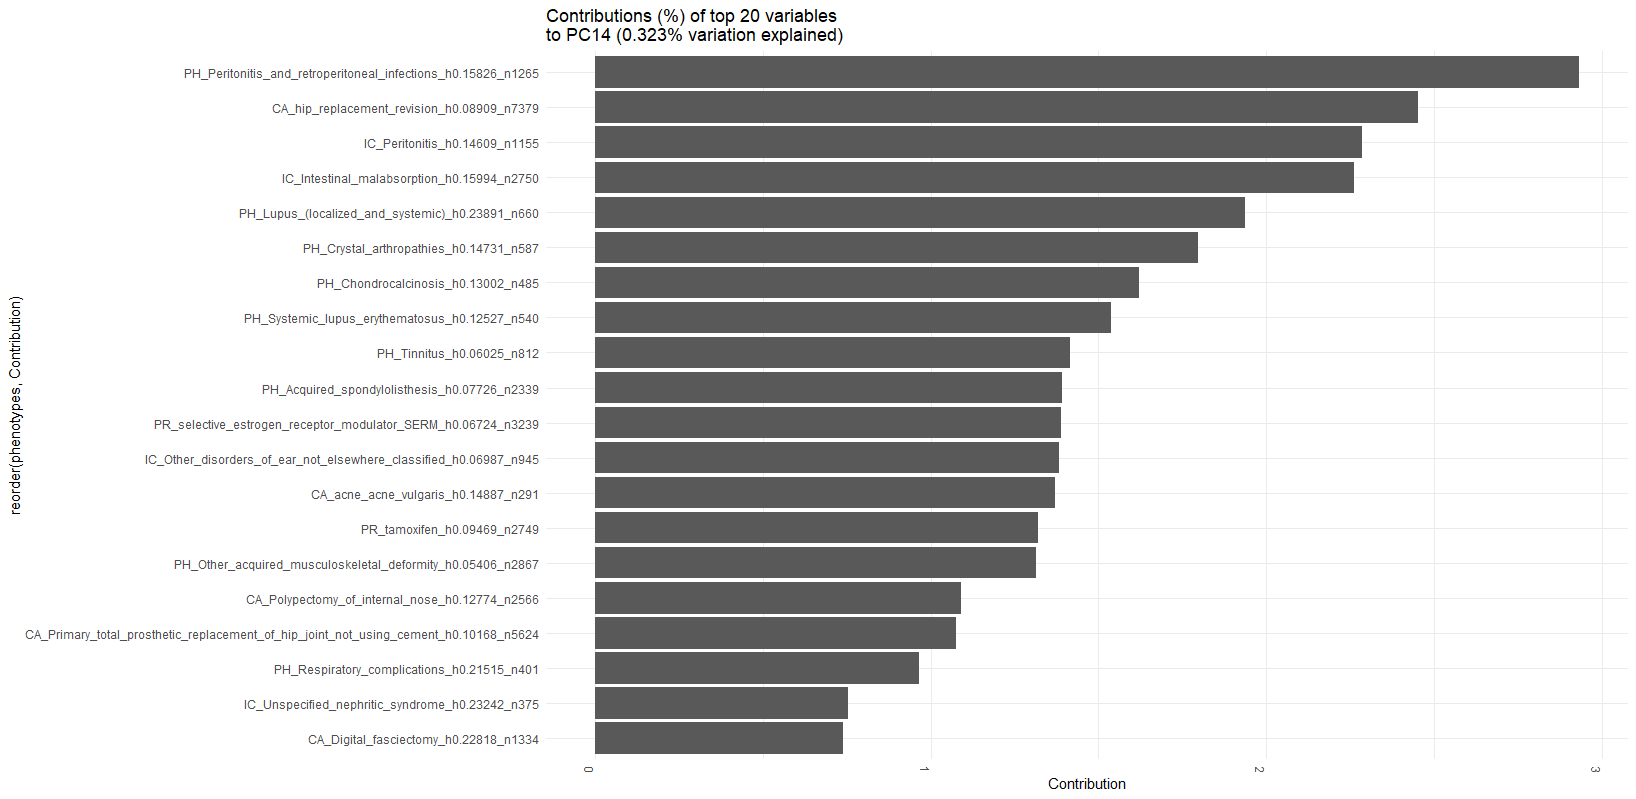 Contributions (%) of top 20 variables
to PC14 (0.323% variation explained)
PH_Peritonitis_and_retroperitoneal_infections_h0.15826_n1265
CA_hip_replacement_revision_h0.08909_n7379
IC_Peritonitis_h0.14609_n1155
IC_Intestinal_malabsorption_h0.15994_n2750
PH_Lupus_(localized_and_systemic)_h0.23891_n660
PH_Crystal_arthropathies_h0.14731_n587
PH_Chondrocalcinosis_h0.13002_n485
PH_Systemic_lupus_erythematosus_h0.12527_n540
PH_Tinnitus_h0.06025_n812
PH_Acquired_spondylolisthesis_h0.07726_n2339
PR_selective_estrogen_receptor_modulator_SERM_h0.06724_n3239
IC_Other_disorders_of_ear_not_elsewhere_classified_h0.06987_n945
CA_acne_acne_vulgaris_h0.14887_n291
PR_tamoxifen_h0.09469_n2749
PH_Other_acquired_musculoskeletal_deformity_h0.05406_n2867
CA_Polypectomy_of_internal_nose_h0.12774_n2566
CA_Primary_total_prosthetic_replacement_of_hip_joint_not_using_cement_h0.10168_n5624
PH_Respiratory_complications_h0.21515_n401
IC_Unspecified_nephritic_syndrome_h0.23242_n375
CA_Digital_fasciectomy_h0.22818_n1334
reorder(phenotypes, Contribution)
0 1 2 3
Contribution